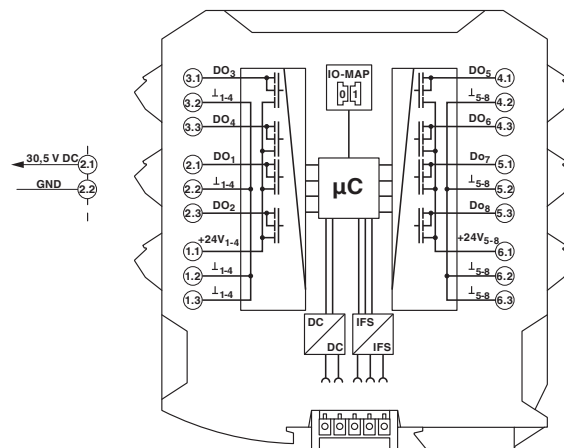 IO-MAP
0 1
3.1 DO3
3.2 ⊥1-4
3.3 DO4
2.1 DO1
2.2 ⊥1-4
2.3 DO2
1.1 +24V1-4
1.2 ⊥1-4
1.3 ⊥1-4
30,5 V DC 2.1
GND 2.2
µC
DO5 4.1
⊥5-8 4.2
DO6 4.3
Do7 5.1
⊥5-8 5.2
Do8 5.3
+24V5-8 6.1
⊥5-8 6.2
⊥5-8 6.3
DC
DC
IFS
IFS